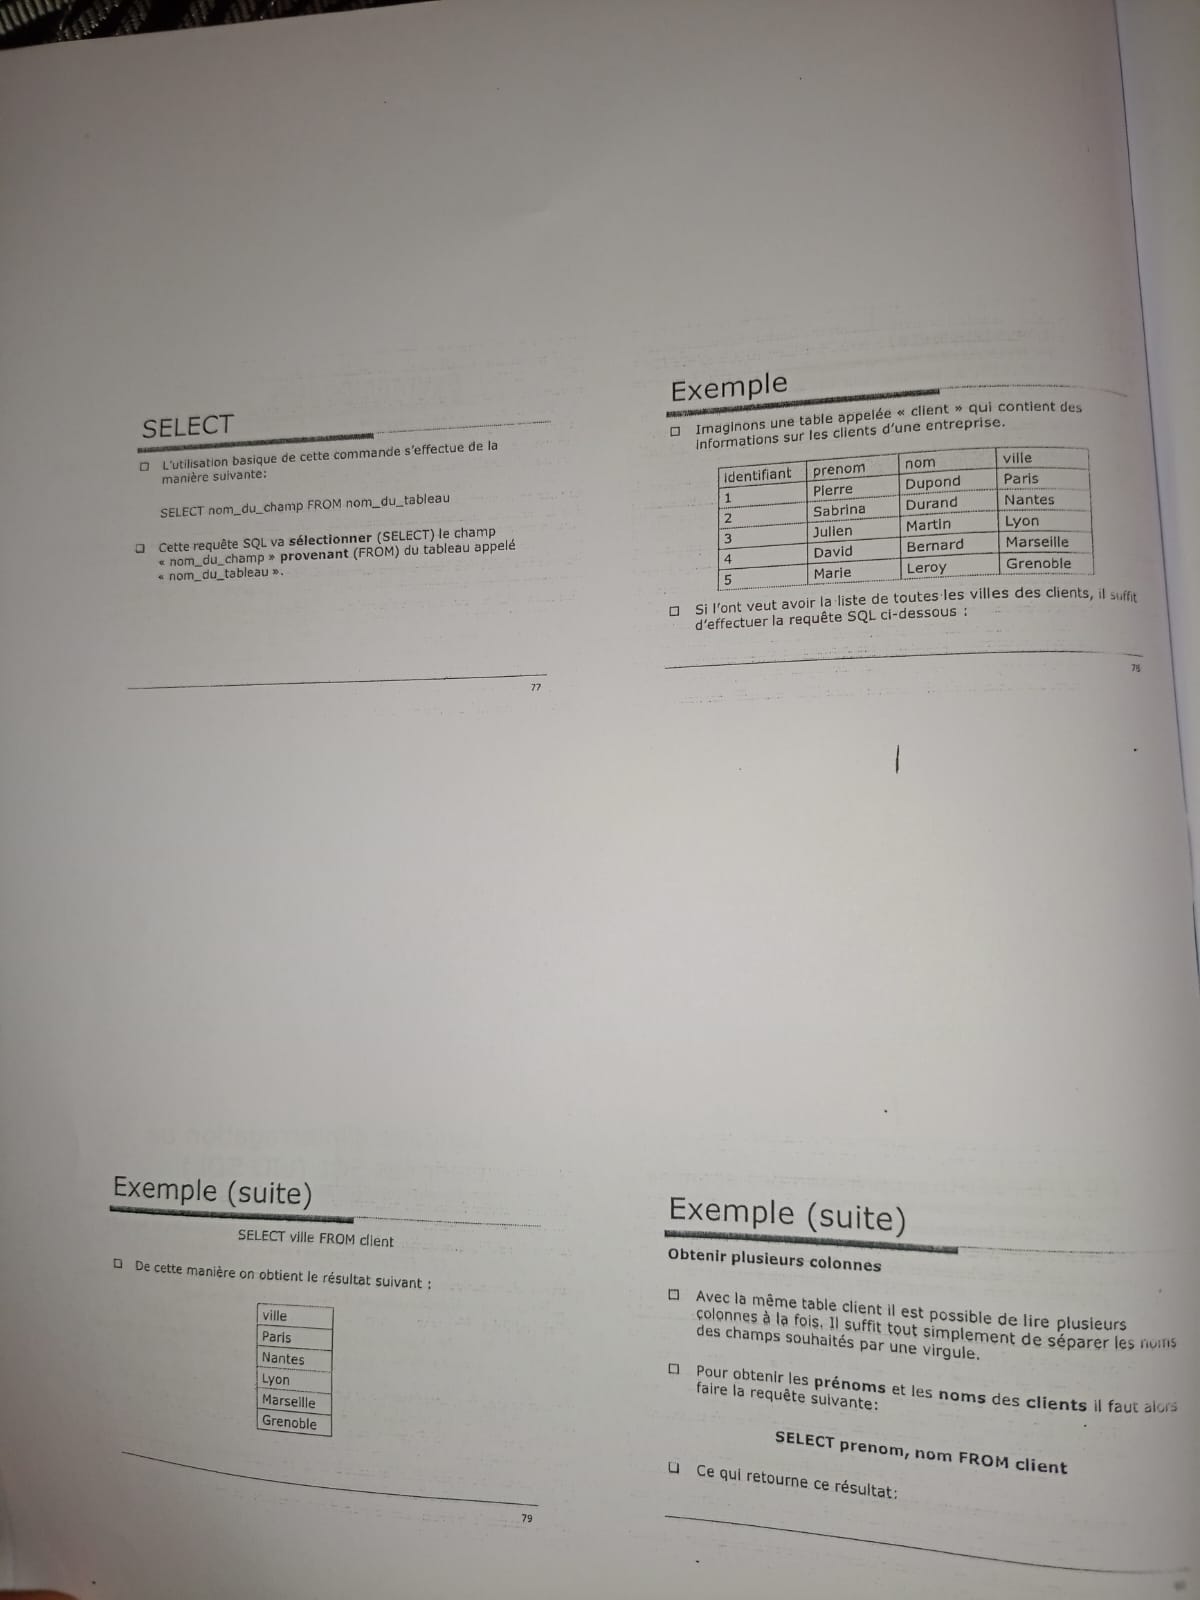 SELECT
❑ L'utilisation basique de cette commande s'effectue de la
manière suivante:
SELECT nom_du_champ FROM nom_du_tableau
❑ Cette requête SQL va sélectionner (SELECT) le champ
« nom_du_champ » provenant (FROM) du tableau appelé
« nom_du_tableau ».
77
Exemple
❑ Imaginons une table appelée « client » qui contient des
informations sur les clients d'une entreprise.
identifiant prenom nom ville
1 Pierre Dupond Paris
2 Sabrina Durand Nantes
3 Julien Martin Lyon
4 David Bernard Marseille
5 Marie Leroy Grenoble
❑ Si l'ont veut avoir la liste de toutes les villes des clients, il suffit
d'effectuer la requête SQL ci-dessous :
78
Exemple (suite)
SELECT ville FROM client
❑ De cette manière on obtient le résultat suivant :
ville
Paris
Nantes
Lyon
Marseille
Grenoble
79
Exemple (suite)
Obtenir plusieurs colonnes
❑ Avec la même table client il est possible de lire plusieurs
colonnes à la fois. Il suffit tout simplement de séparer les noms
des champs souhaités par une virgule.
❑ Pour obtenir les prénoms et les noms des clients il faut alors
faire la requête suivante:
SELECT prenom, nom FROM client
❑ Ce qui retourne ce résultat: